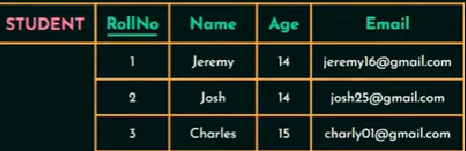 STUDENT RollNo Name Age Email
1 Jeremy 14 jeremy16@gmail.com
2 Josh 14 josh25@gmail.com
3 Charles 15 charly01@gmail.com